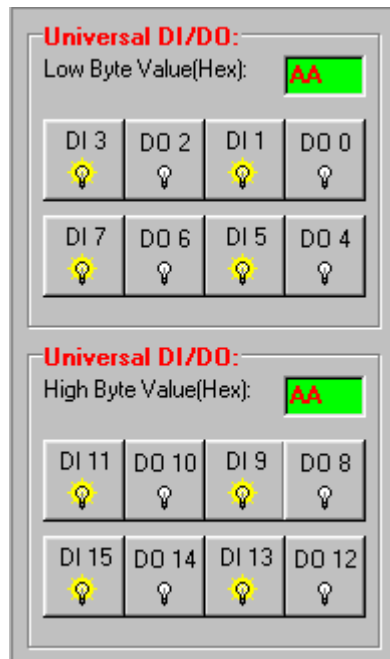 Universal DI/DO:
Low Byte Value(Hex): AA
DI 3 DO 2 DI 1 DO 0
DI 7 DO 6 DI 5 DO 4
Universal DI/DO:
High Byte Value(Hex): AA
DI 11 DO 10 DI 9 DO 8
DI 15 DO 14 DI 13 DO 12